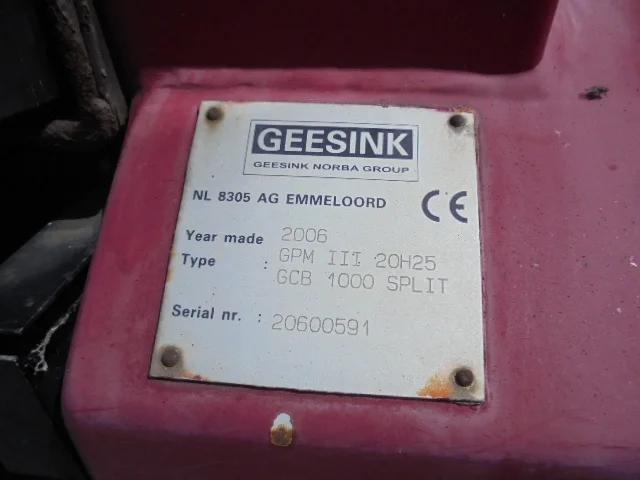 GEESINK
GEESINK NORBA GROUP
NL 8305 AG EMMELOORD CE
Year made 2006
Type : GPM III 20H25
GCB 1000 SPLIT
Serial nr. : 20600591